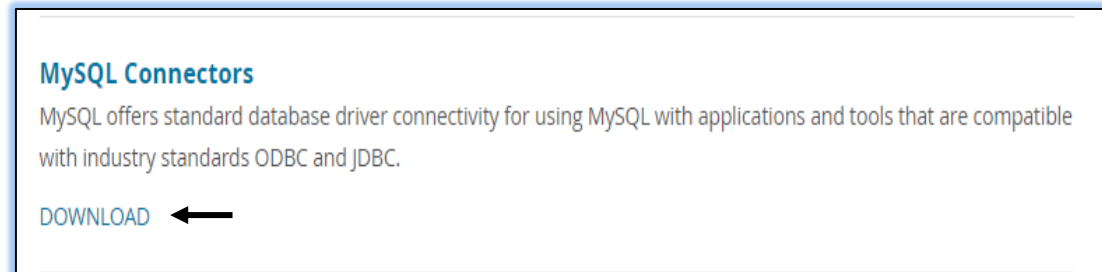 MySQL Connectors
MySQL offers standard database driver connectivity for using MySQL with applications and tools that are compatible
with industry standards ODBC and JDBC.
DOWNLOAD